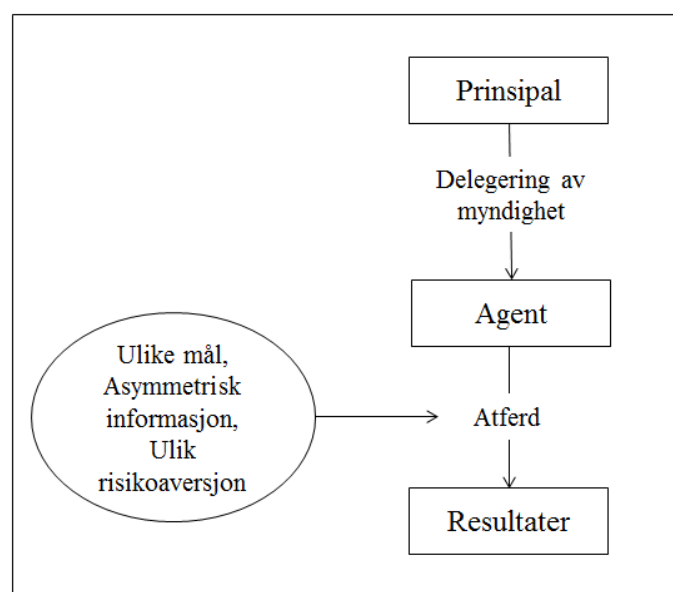 Prinsipal
Delegering av
myndighet
Agent
Ulike mål,
Asymmetrisk
informasjon,
Ulik
risikoaversjon
Atferd
Resultater